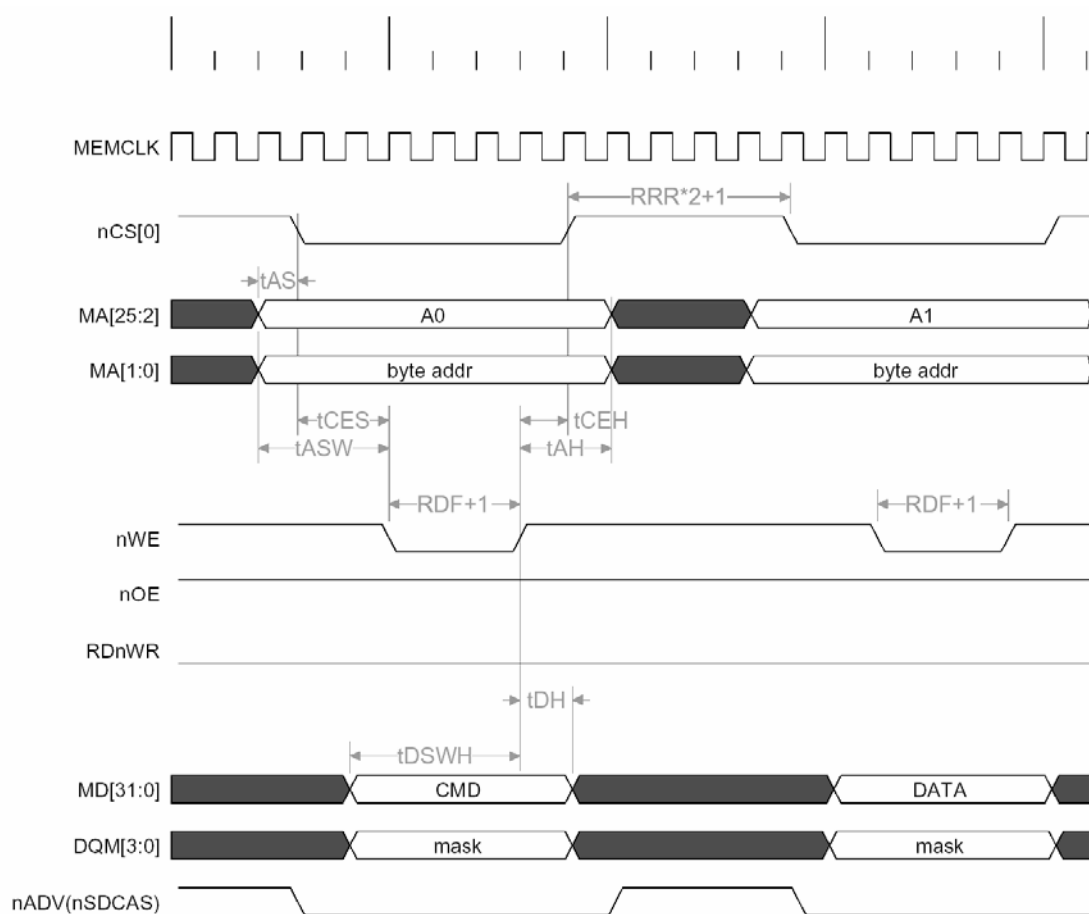 MEMCLK
RRR*2+1
nCS[0]
tAS
MA[25:2] A0 A1
MA[1:0] byte addr byte addr
tCES tCEH
tASW tAH
RDF+1 RDF+1
nWE
nOE
RDnWR
tDH
tDSWH
MD[31:0] CMD DATA
DQM[3:0] mask mask
nADV(nSDCAS)